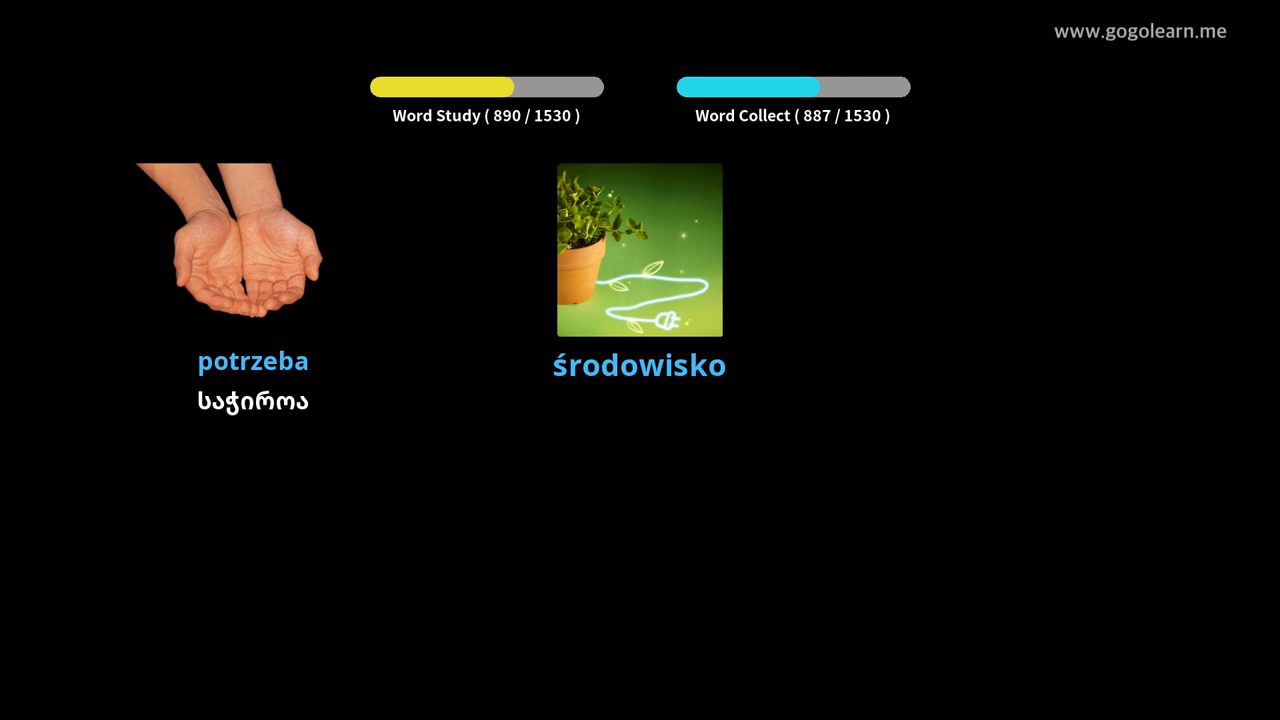 www.gogolearn.me
Word Study ( 890 / 1530 )
Word Collect ( 887 / 1530 )
potrzeba
საჭიროა
środowisko